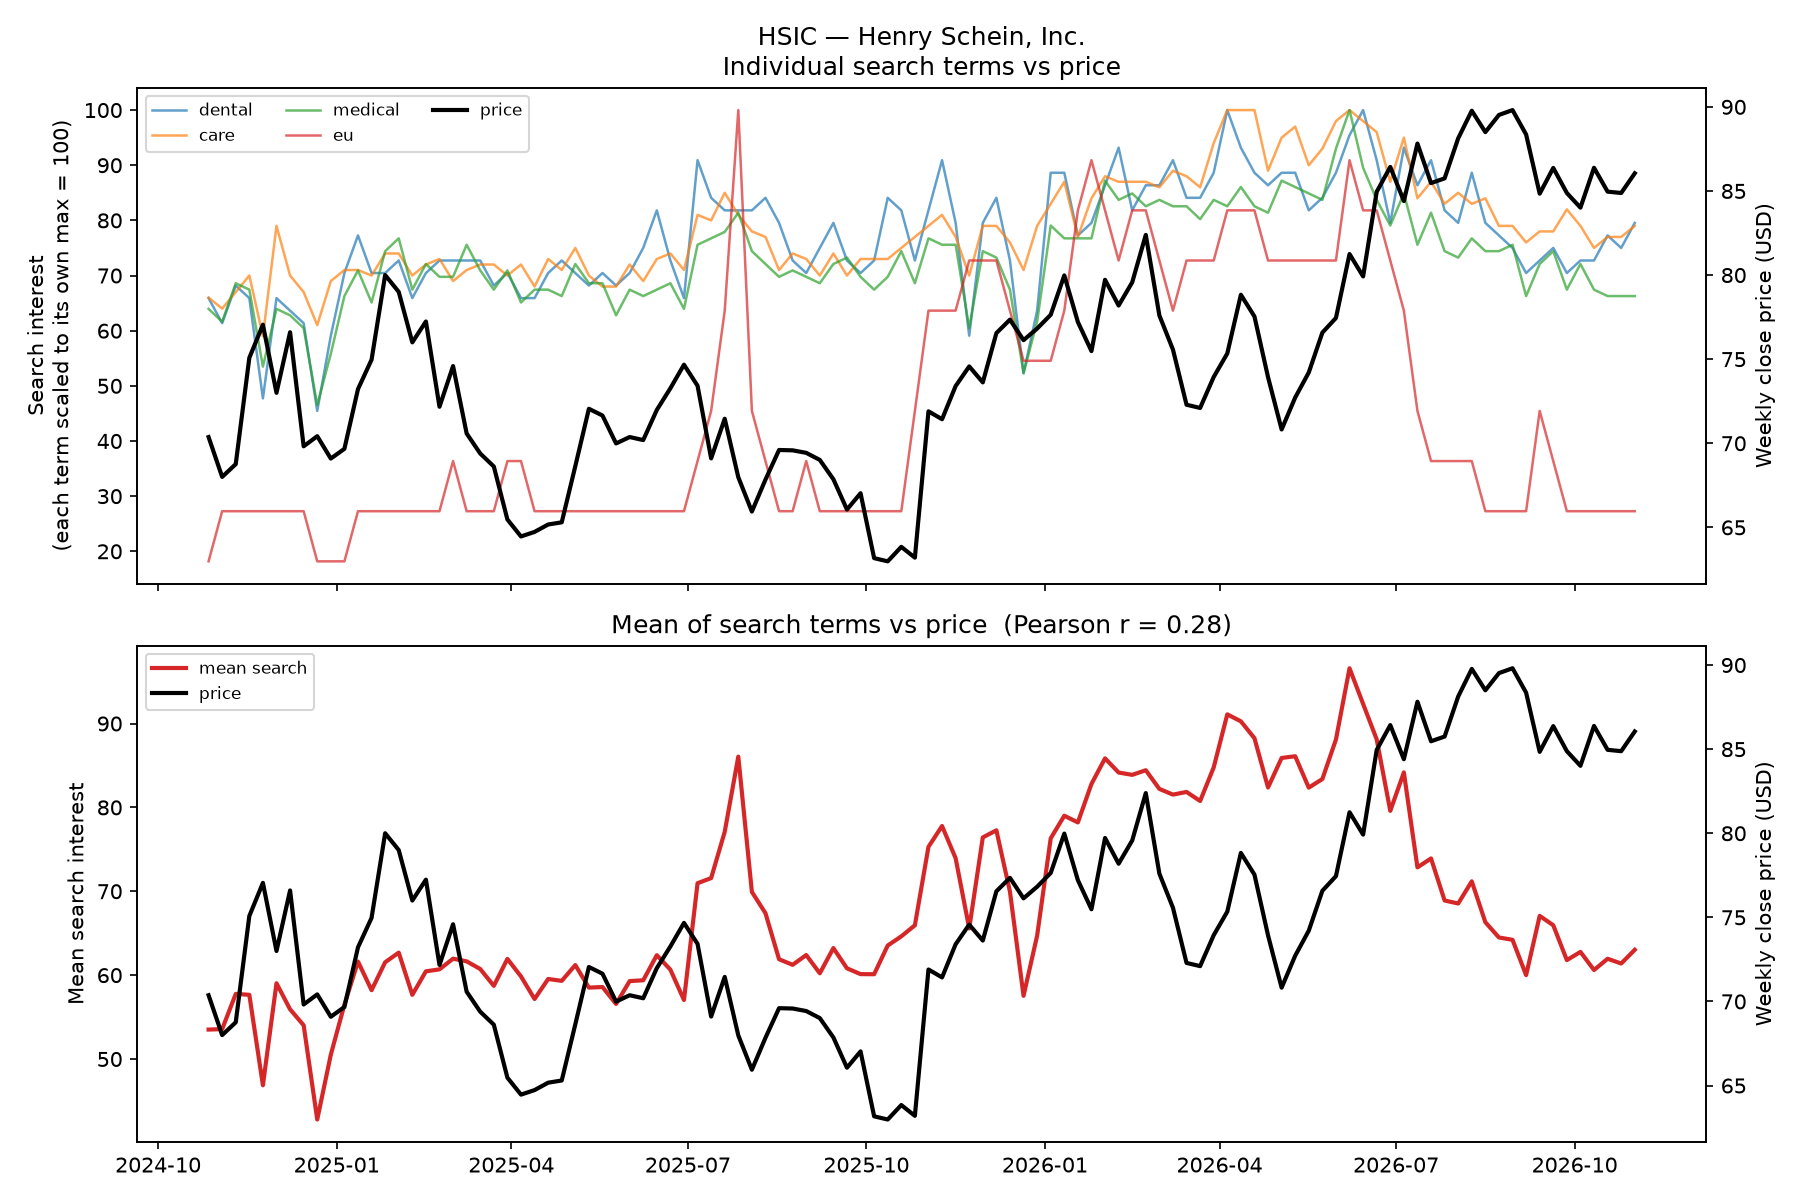 HSIC — Henry Schein, Inc.
Individual search terms vs price
dental
care
medical
eu
price
Search interest
(each term scaled to its own max = 100)
100
90
80
70
60
50
40
30
20
Weekly close price (USD)
90
85
80
75
70
65
Mean of search terms vs price  (Pearson r = 0.28)
mean search
price
Mean search interest
90
80
70
60
50
Weekly close price (USD)
90
85
80
75
70
65
2024-10
2025-01
2025-04
2025-07
2025-10
2026-01
2026-04
2026-07
2026-10